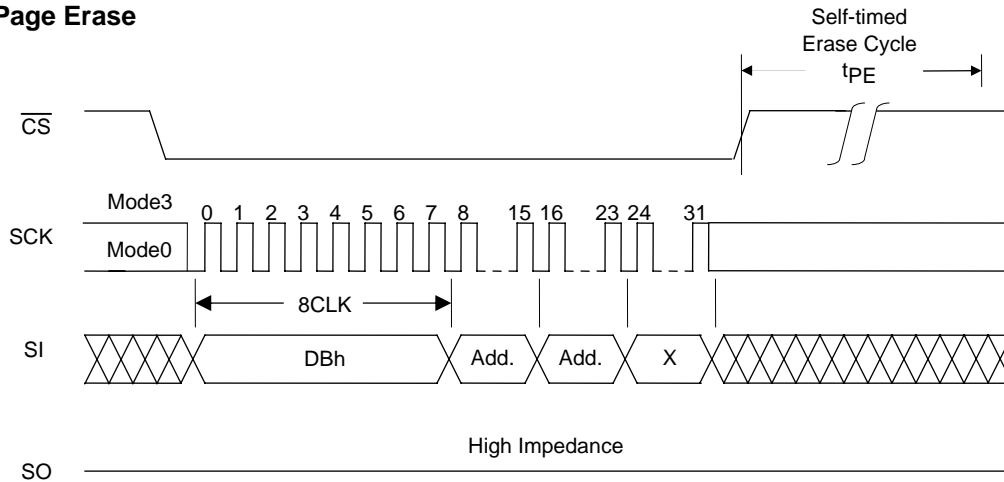 Page Erase
Self-timed
Erase Cycle
tPE
CS
Mode3
0 1 2 3 4 5 6 7 8 15 16 23 24 31
SCK
Mode0
8CLK
SI
DBh Add. Add. X
High Impedance
SO